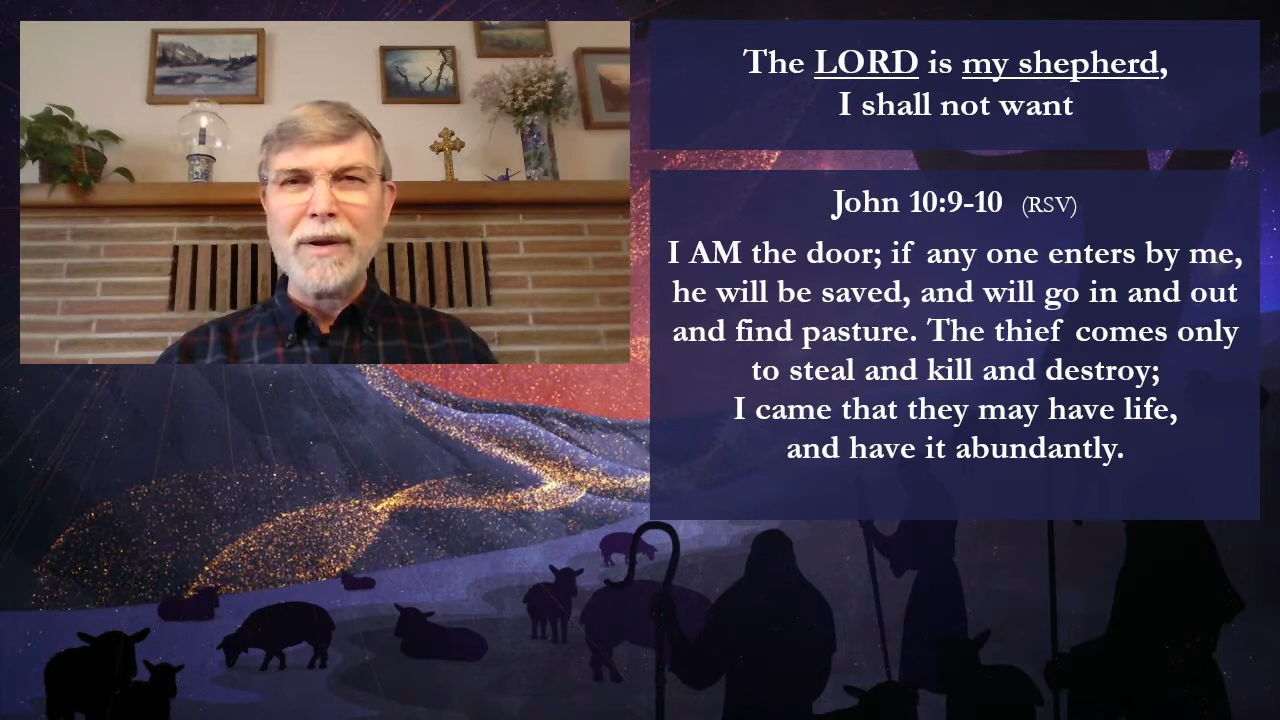 The LORD is my shepherd,
I shall not want
John 10:9-10 (RSV)
I AM the door; if any one enters by me,
he will be saved, and will go in and out
and find pasture. The thief comes only
to steal and kill and destroy;
I came that they may have life,
and have it abundantly.